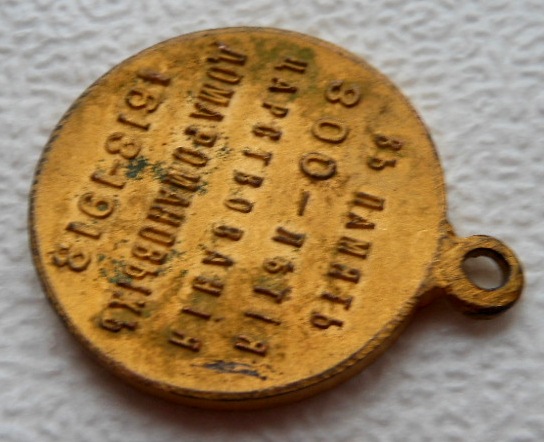 ВЪ ПАМЯТЬ
300-ЛѢТІЯ
ЦАРСТВОВАНІЯ
ДОМА РОМАНОВЫХЪ
1613-1913